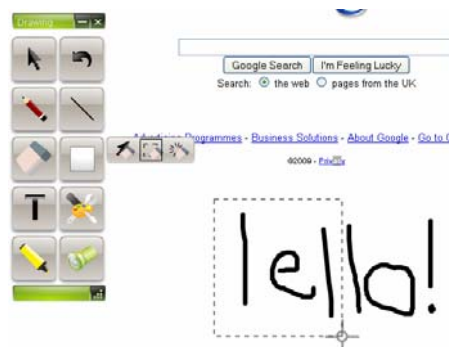 Drawing
Google Search I'm Feeling Lucky
Search: the web pages from the UK
Advertising Programmes - Business Solutions - About Google - Go to
©2009 -
T
lello!